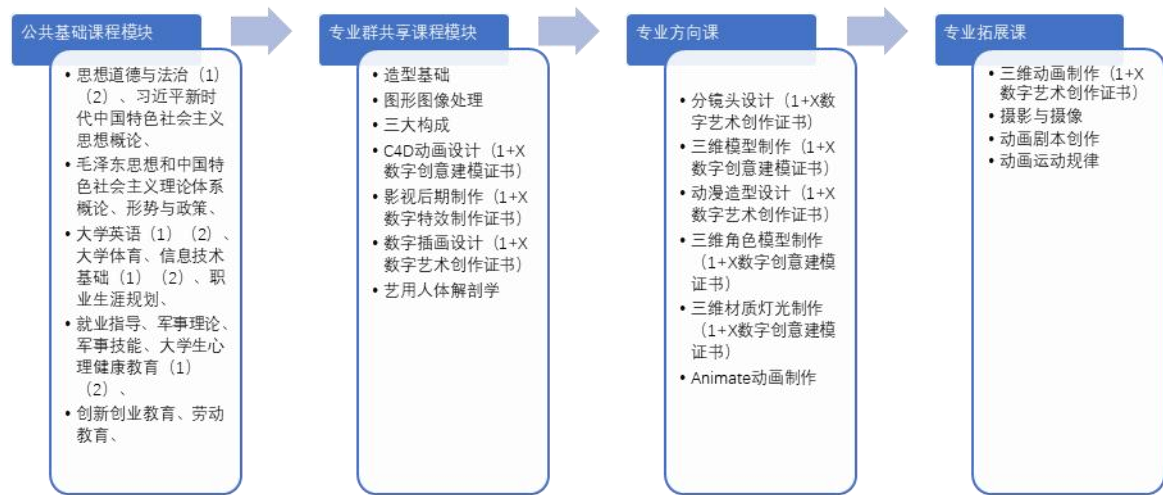 公共基础课程模块
• 思想道德与法治（1）
（2）、习近平新时
代中国特色社会主义
思想概论、
• 毛泽东思想和中国特
色社会主义理论体系
概论、形势与政策、
• 大学英语（1）（2）、
大学体育、信息技术
基础（1）（2）、职
业生涯规划、
• 就业指导、军事理论、
军事技能、大学生心
理健康教育（1）
（2）、
• 创新创业教育、劳动
教育、
专业群共享课程模块
• 造型基础
• 图形图像处理
• 三大构成
• C4D动画设计（1+X
数字创意建模证书）
• 影视后期制作（1+X
数字特效制作证书）
• 数字插画设计（1+X
数字艺术创作证书）
• 艺用人体解剖学
专业方向课
• 分镜头设计（1+X数
字艺术创作证书）
• 三维模型制作（1+X
数字创意建模证书）
• 动漫造型设计（1+X
数字艺术创作证书）
• 三维角色模型制作
（1+X数字创意建模
证书）
• 三维材质灯光制作
（1+X数字创意建模
证书）
• Animate动画制作
专业拓展课
• 三维动画制作（1+X
数字艺术创作证书）
• 摄影与摄像
• 动画剧本创作
• 动画运动规律